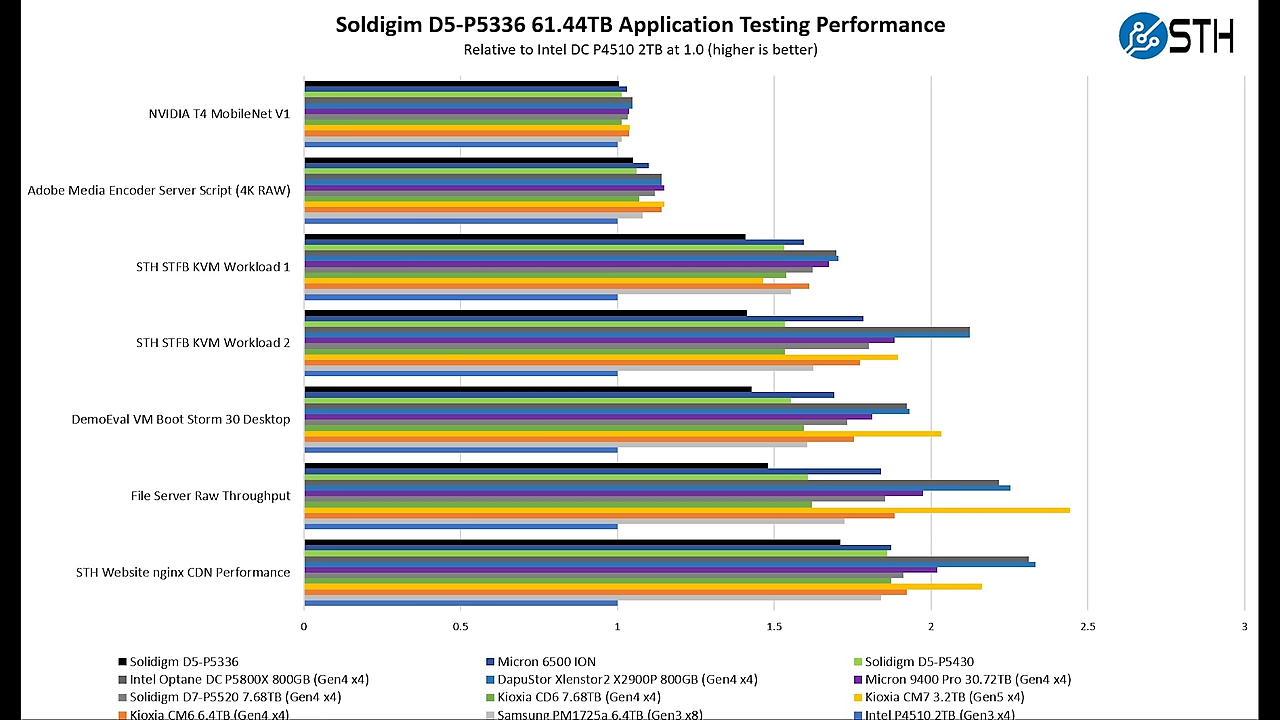 Soldigim D5-P5336 61.44TB Application Testing Performance
Relative to Intel DC P4510 2TB at 1.0 (higher is better)
STH
NVIDIA T4 MobileNet V1
Adobe Media Encoder Server Script (4K RAW)
STH STFB KVM Workload 1
STH STFB KVM Workload 2
DemoEval VM Boot Storm 30 Desktop
File Server Raw Throughput
STH Website nginx CDN Performance
0 0.5 1 1.5 2 2.5 3
Solidigm D5-P5336 Micron 6500 ION Solidigm D5-P5430
Intel Optane DC P5800X 800GB (Gen4 x4) DapuStor Xlenstor2 X2900P 800GB (Gen4 x4) Micron 9400 Pro 30.72TB (Gen4 x4)
Solidigm D7-P5520 7.68TB (Gen4 x4) Kioxia CD6 7.68TB (Gen4 x4) Kioxia CM7 3.2TB (Gen5 x4)
Kioxia CM6 6.4TB (Gen4 x4) Samsung PM1725a 6.4TB (Gen3 x8) Intel P4510 2TB (Gen3 x4)